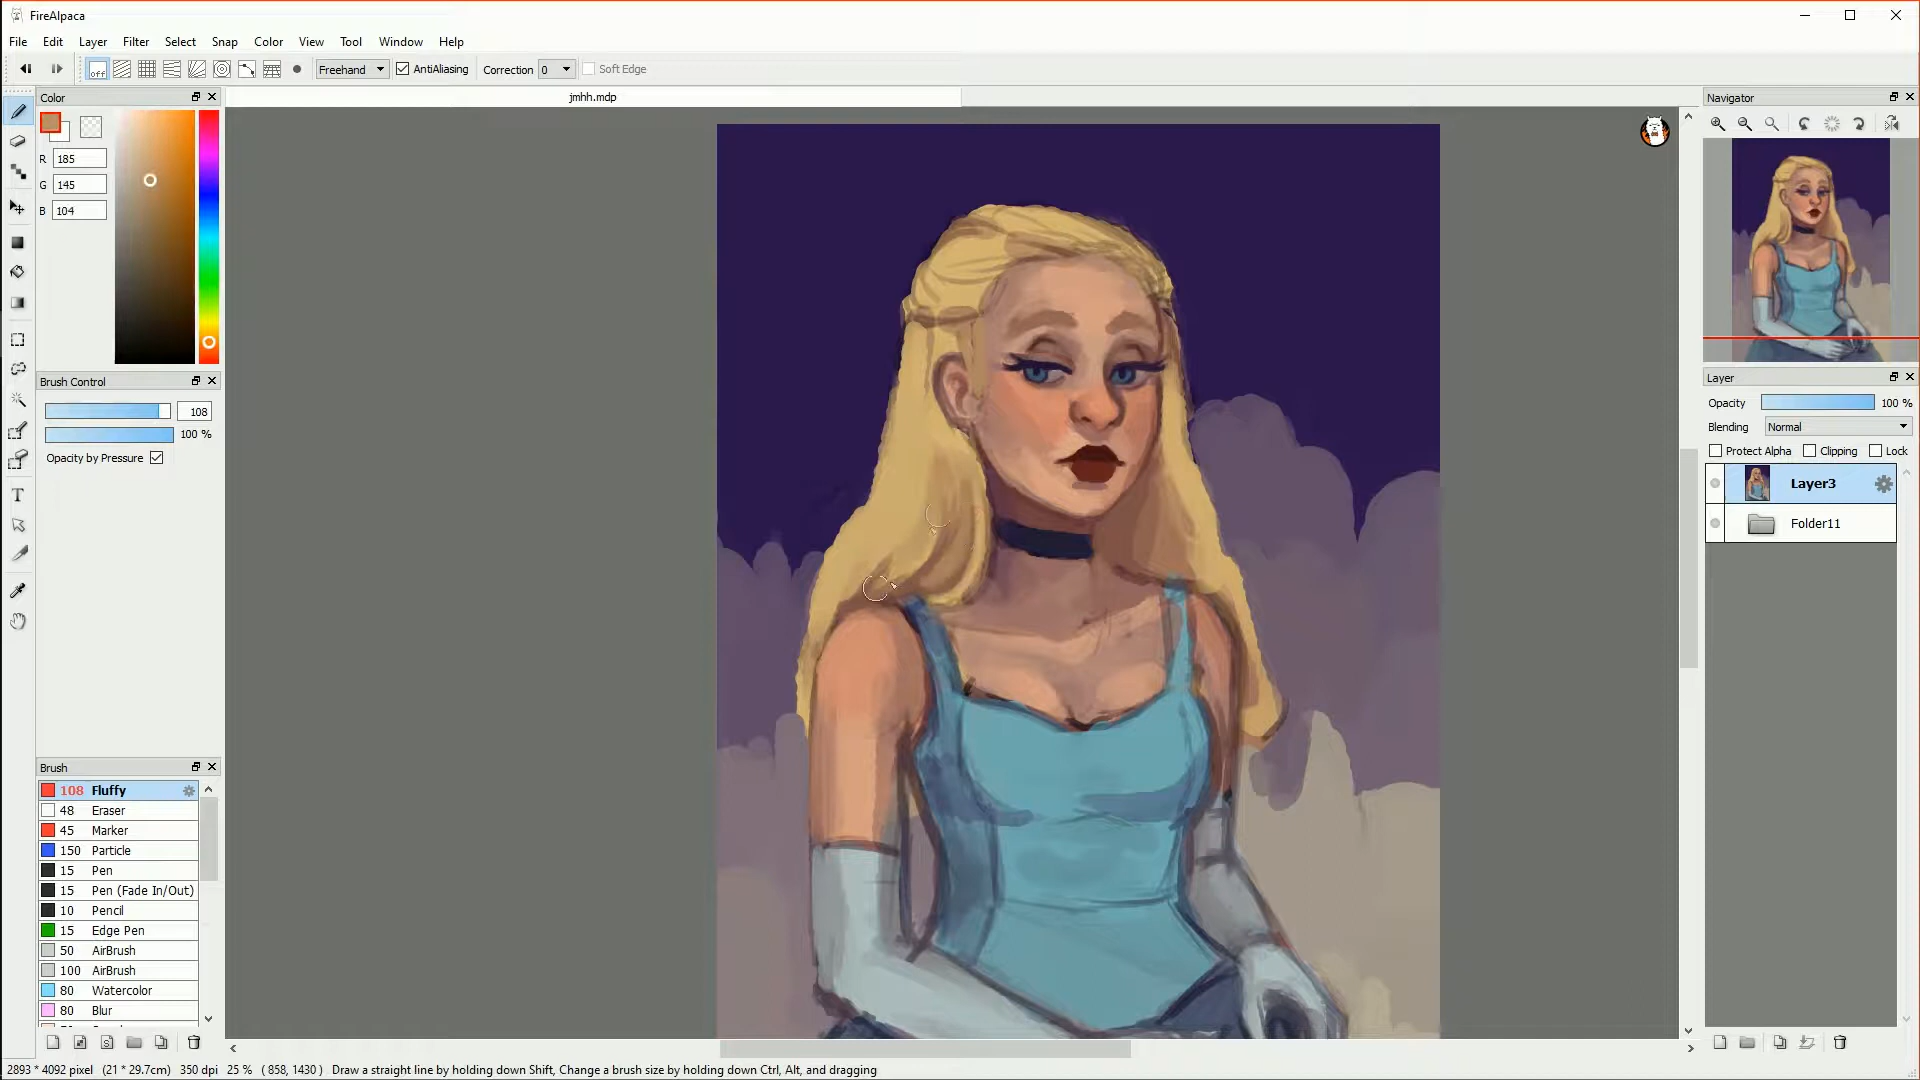 FireAlpaca
File Edit Layer Filter Select Snap Color View Tool Window Help
off Freehand AntiAliasing Correction 0 Soft Edge
Color
jmhh.mdp
Navigator
R 185
G 145
B 104
Brush Control
108
100 %
Opacity by Pressure
Layer
Opacity 100 %
Blending Normal
Protect Alpha Clipping Lock
Layer3
Folder11
T
Brush
108 Fluffy
48 Eraser
45 Marker
150 Particle
15 Pen
15 Pen (Fade In/Out)
10 Pencil
15 Edge Pen
50 AirBrush
100 AirBrush
80 Watercolor
80 Blur
2893 * 4092 pixel (21 * 29.7cm) 350 dpi 25 % ( 858, 1430 ) Draw a straight line by holding down Shift, Change a brush size by holding down Ctrl, Alt, and dragging